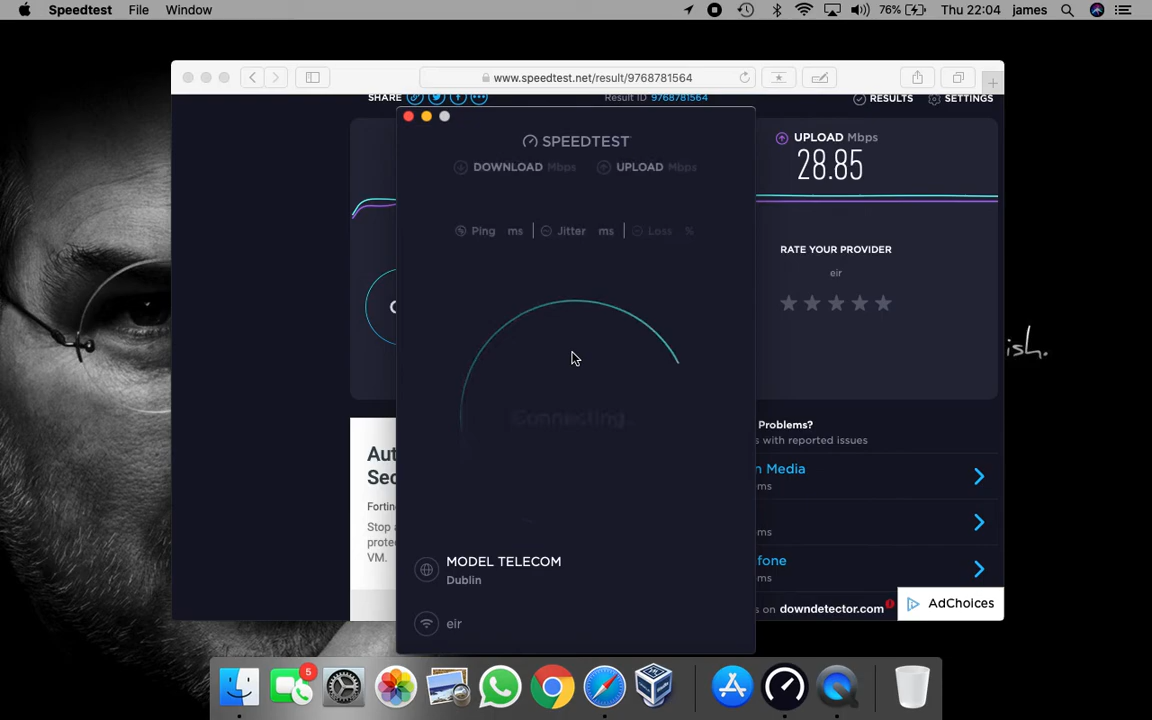 Speedtest File Window 76% Thu 22:04 james
www.speedtest.net/result/9768781564
SHARE Result ID 9768781564 RESULTS SETTINGS
SPEEDTEST
DOWNLOAD Mbps UPLOAD Mbps
UPLOAD Mbps
28.85
Ping ms Jitter ms Loss %
RATE YOUR PROVIDER
eir
ish.
Connecting...
Problems?
s with reported issues
n Media
ms
ms
fone
ms
s on downdetector.com
AdChoices
Aut
Sec
Fortin
Stop a
prote
VM.
MODEL TELECOM
Dublin
eir
5